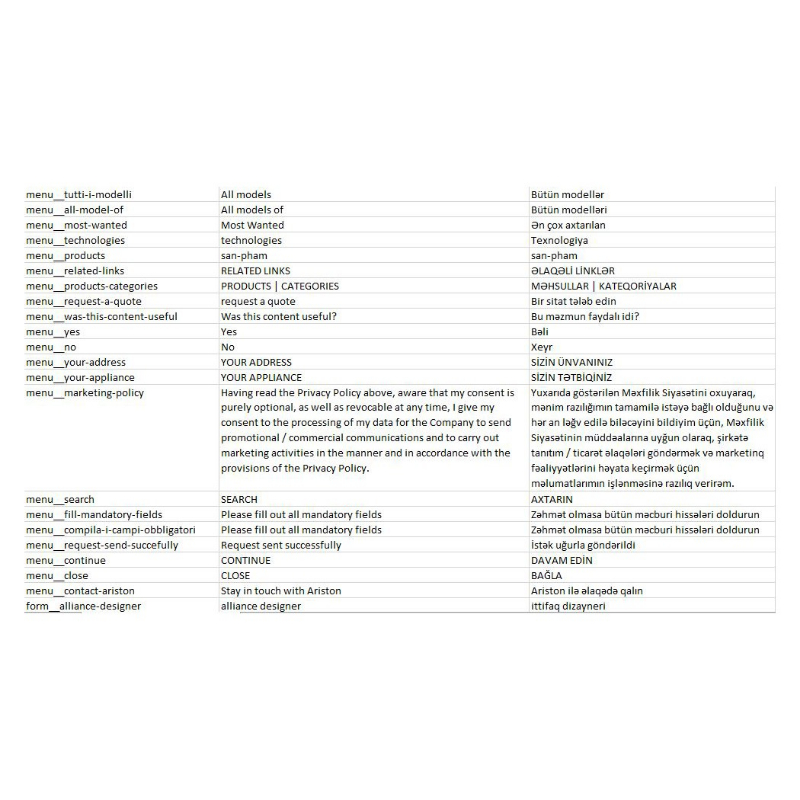 menu__tutti-i-modelli All models Bütün modellər
menu__all-model-of All models of Bütün modelləri
menu__most-wanted Most Wanted Ən çox axtarılan
menu__technologies technologies Texnologiya
menu__products san-pham san-pham
menu__related-links RELATED LINKS ƏLAQƏLİ LİNKLƏR
menu__products-categories PRODUCTS | CATEGORIES MƏHSULLAR | KATEQORİYALAR
menu__request-a-quote request a quote Bir sitat tələb edin
menu__was-this-content-useful Was this content useful? Bu məzmun faydalı idi?
menu__yes Yes Bəli
menu__no No Xeyr
menu__your-address YOUR ADDRESS SİZİN ÜNVANINIZ
menu__your-appliance YOUR APPLIANCE SİZİN TƏTBİQİNİZ
menu__marketing-policy Having read the Privacy Policy above, aware that my consent is Yuxarıda göstərilən Məxfilik Siyasətini oxuyaraq,
purely optional, as well as revocable at any time, I give my mənim razılığımın tamamilə istəyə bağlı olduğunu və
consent to the processing of my data for the Company to send hər an ləğv edilə biləcəyini bildiyim üçün, Məxfilik
promotional / commercial communications and to carry out Siyasətinin müddəalarına uyğun olaraq, şirkətə
marketing activities in the manner and in accordance with the tanıtım / ticarət əlaqələri göndərmək və marketinq
provisions of the Privacy Policy. fəaliyyətlərini həyata keçirmək üçün
məlumatlarımın işlənməsinə razılıq verirəm.
menu__search SEARCH AXTARIN
menu__fill-mandatory-fields Please fill out all mandatory fields Zəhmət olmasa bütün məcburi hissələri doldurun
menu__compila-i-campi-obbligatori Please fill out all mandatory fields Zəhmət olmasa bütün məcburi hissələri doldurun
menu__request-send-succefully Request sent successfully İstək uğurla göndərildi
menu__continue CONTINUE DAVAM EDİN
menu__close CLOSE BAĞLA
menu__contact-ariston Stay in touch with Ariston Ariston ilə əlaqədə qalın
form__alliance-designer alliance designer ittifaq dizayneri